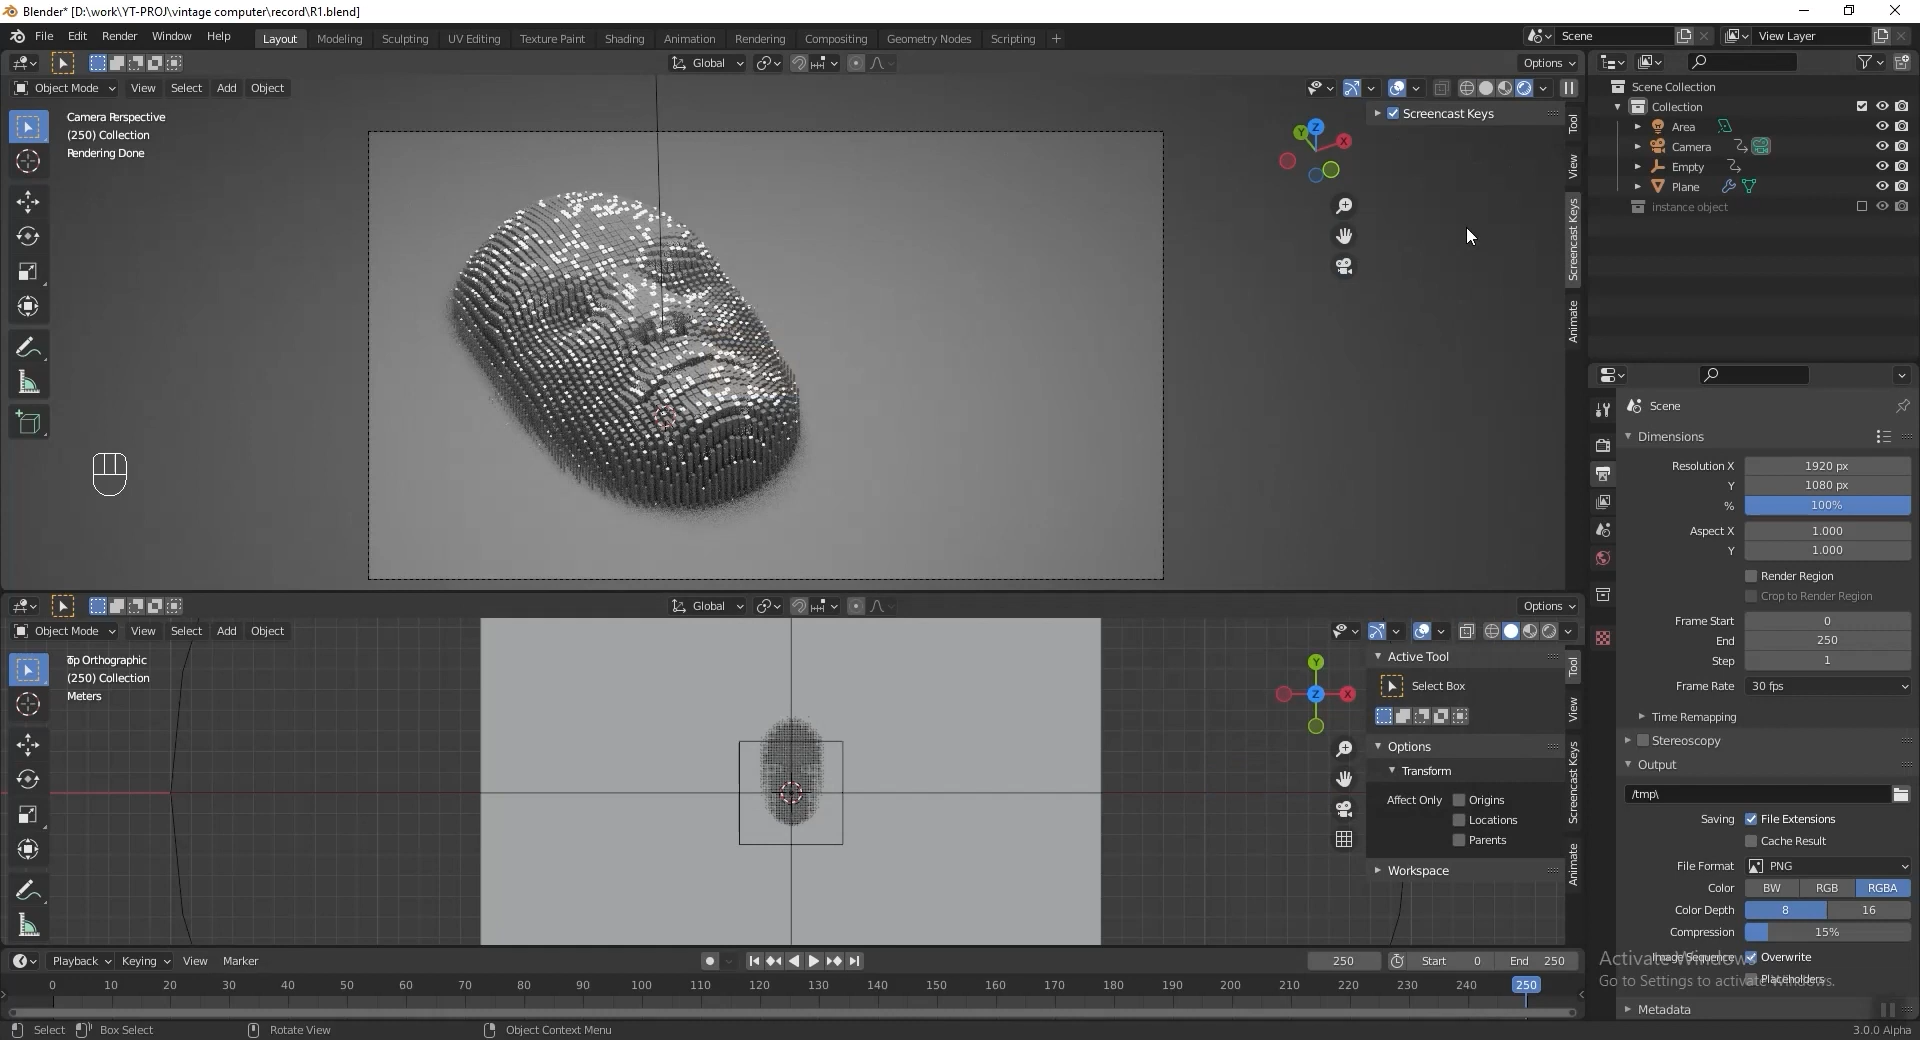 Blender* [D:\work\YT-PROJ\vintage computer\record\R1.blend]
File Edit Render Window Help Layout Modeling Sculpting UV Editing Texture Paint Shading Animation Rendering Compositing Geometry Nodes Scripting + Scene View Layer
Global Options
Object Mode View Select Add Object
Camera Perspective
(250) Collection
Rendering Done
Screencast Keys
Z
Y
X
Tool
View
Screencast Keys
Animate
Scene Collection
Collection
Area
Camera
Empty
Plane
instance object
Scene
Dimensions
Resolution X 1920 px
Y 1080 px
% 100%
Aspect X 1.000
Y 1.000
Render Region
Crop to Render Region
Frame Start 0
End 250
Step 1
Frame Rate 30 fps
Time Remapping
Stereoscopy
Output
/tmp\
Saving File Extensions
Cache Result
File Format PNG
Color BW RGB RGBA
Color Depth 8 16
Compression 15%
Image Sequence Overwrite
Placeholders
Metadata
Activate Windows
Go to Settings to activate Windows.
Global Options
Object Mode View Select Add Object
Top Orthographic
(250) Collection
Meters
Y
Z
X
Active Tool
Select Box
Options
Transform
Affect Only Origins
Locations
Parents
Workspace
Tool
View
Screencast Keys
Animate
Playback Keying View Marker 250 Start 0 End 250
0 10 20 30 40 50 60 70 80 90 100 110 120 130 140 150 160 170 180 190 200 210 220 230 240 250
Select Box Select Rotate View Object Context Menu 3.0.0 Alpha